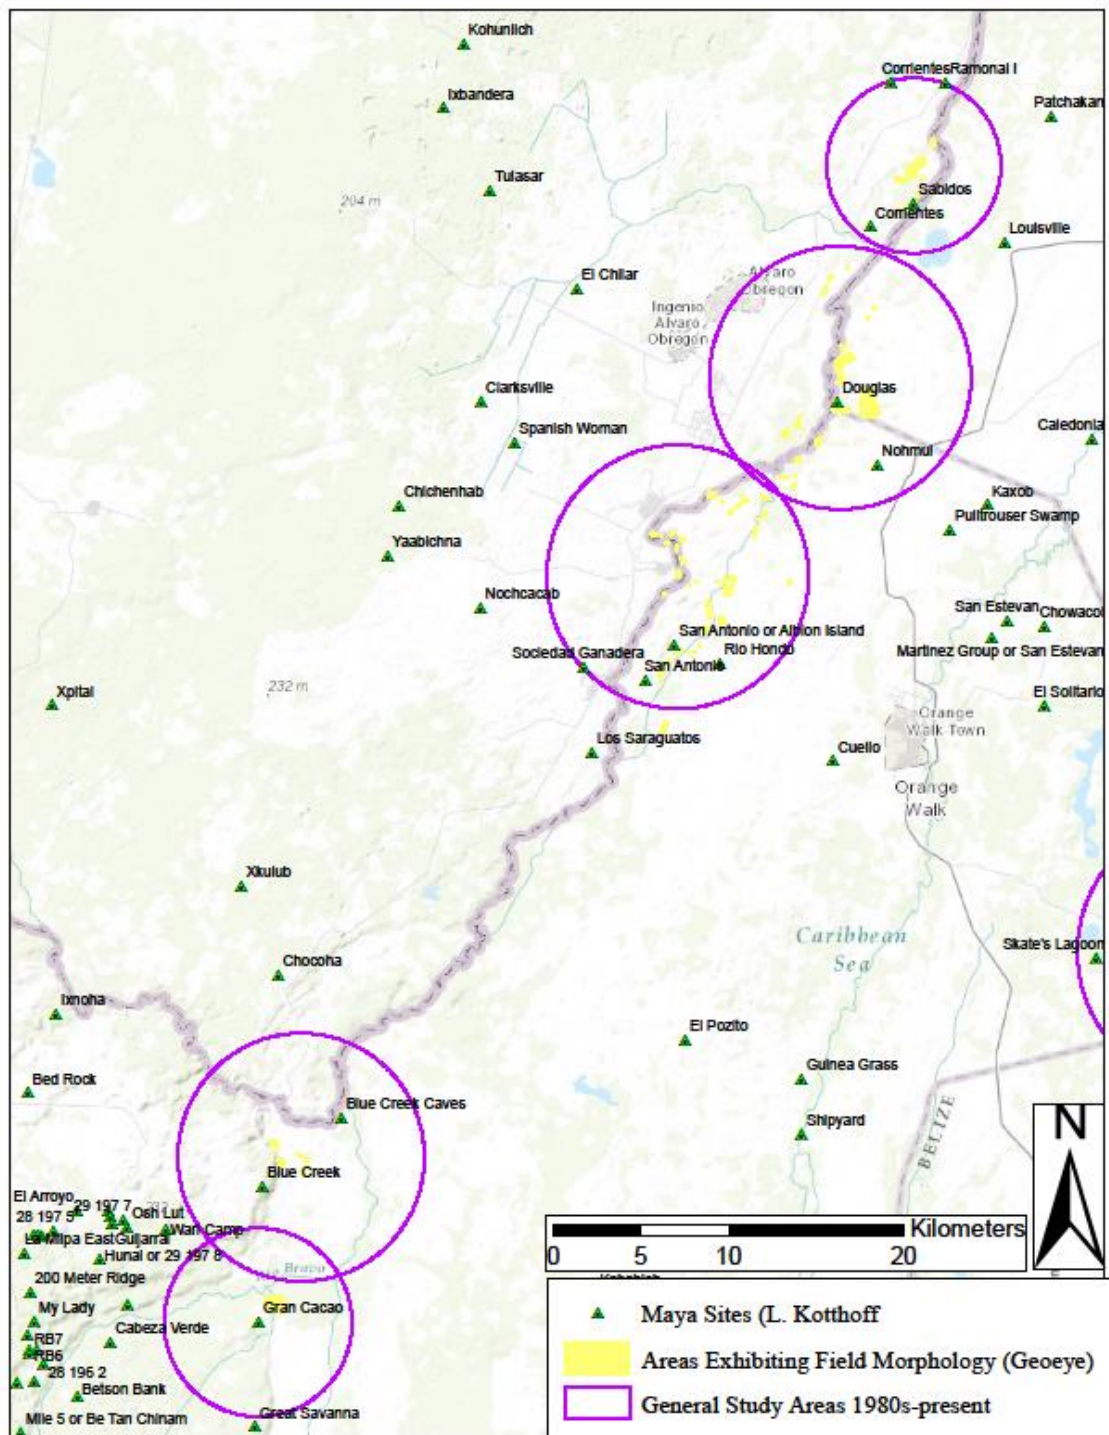 Kohunlich
CorrientesRamonal I
Ixbandera
Patchakan
Tulasar
204 m
Sabidos
Corrientes
Louisville
El Chilar
Alvaro
Obregon
Ingenio
Alvaro
Obregon
Clarksville
Douglas
Spanish Woman
Caledonia
Nohmul
Chichenhab
Kaxob
Pulltrouser Swamp
Yaabichna
Nochcacab
San Estevan
Chowacol
San Antonio or Albion Island
Rio Hondo
Martinez Group or San Estevan
Sociedad Ganadera
San Antonio
232 m
Xpital
El Solitario
Orange
Walk Town
Los Saraguatos
Cuello
Orange
Walk
Xkulub
Caribbean
Sea
Skate's Lagoon
Chocoha
Ixnoha
El Pozito
Guinea Grass
Bed Rock
Blue Creek Caves
Shipyard
BELIZE
N
Blue Creek
El Arroyo
29 197 7
Osh Lut
28 197 5
Wari Camp
La Milpa East
Guijarral
Hunal or 29 197 8
Bravo
200 Meter Ridge
My Lady
Gran Cacao
Cabeza Verde
RB7
RB6
28 196 2
Betson Bank
Great Savanna
Mile 5 or Be Tan Chinam
Kilometers
0 5 10 20
Maya Sites (L. Kotthoff
Areas Exhibiting Field Morphology (Geoeye)
General Study Areas 1980s-present